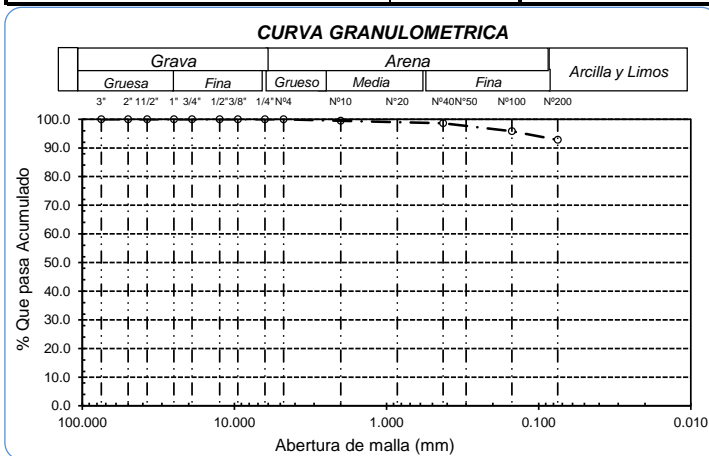 CURVA GRANULOMETRICA
Grava Arena Arcilla y Limos
Gruesa Fina Grueso Media Fina
3" 2" 11/2" 1" 3/4" 1/2" 3/8" 1/4" Nº4 Nº10 N°20 Nº40 N°50 Nº100 N°200
100.0
90.0
80.0
70.0
60.0
50.0
40.0
30.0
20.0
10.0
0.0
% Que pasa Acumulado
100.000 10.000 1.000 0.100 0.010
Abertura de malla (mm)